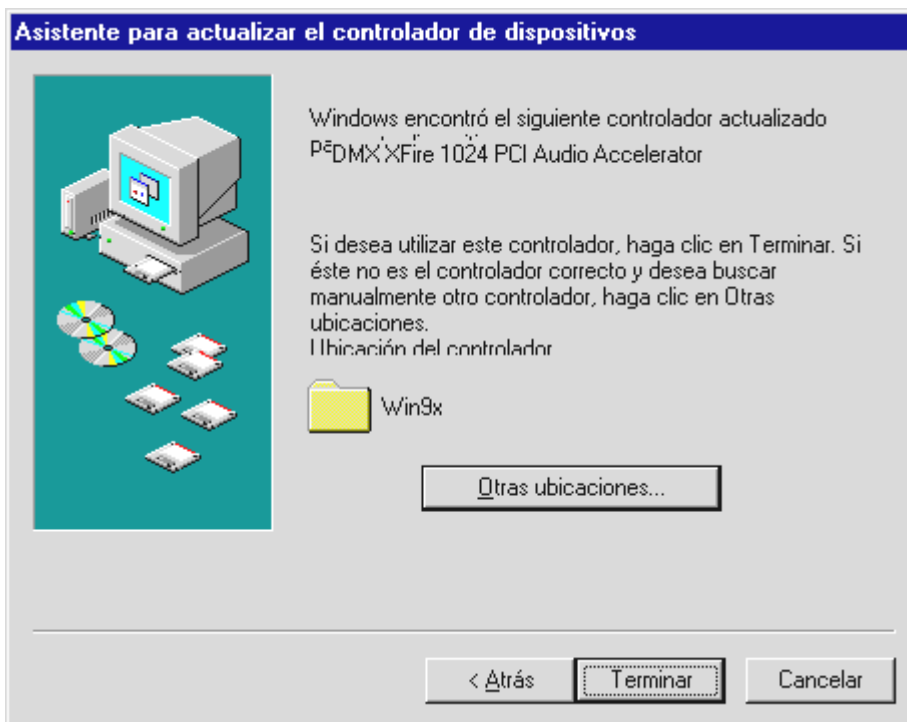 Asistente para actualizar el controlador de dispositivos
Windows encontró el siguiente controlador actualizado
DMX XFire 1024 PCI Audio Accelerator
Si desea utilizar este controlador, haga clic en Terminar. Si
éste no es el controlador correcto y desea buscar
manualmente otro controlador, haga clic en Otras
ubicaciones.
Ubicación del controlador
Win9x
Otras ubicaciones...
< Atrás
Terminar
Cancelar